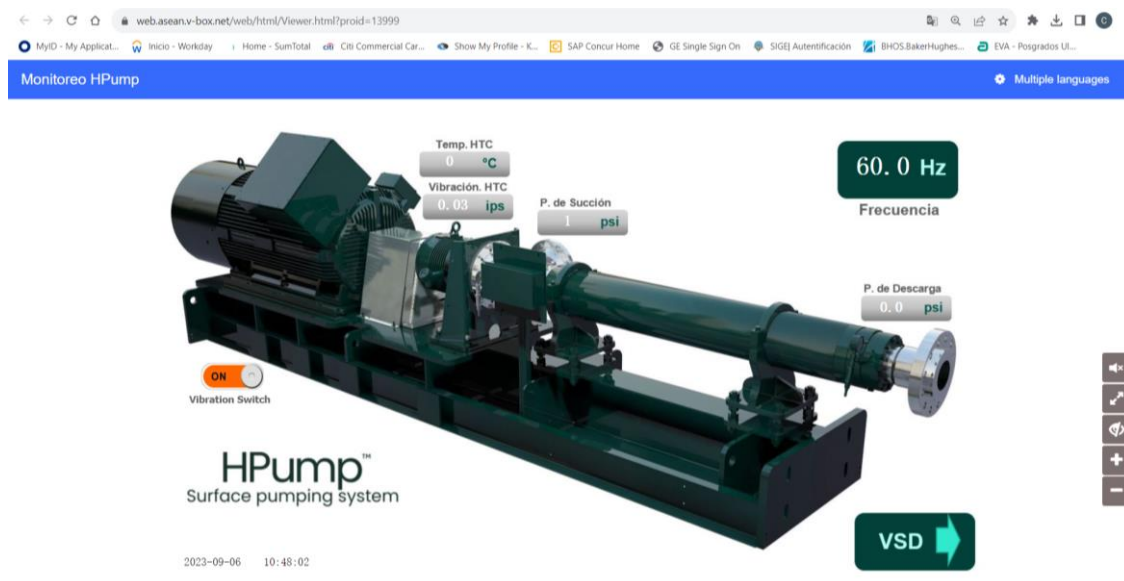 web.asean.v-box.net/web/html/Viewer.html?proid=13999
C
MyID - My Applicat...
Inicio - Workday
Home - SumTotal
Citi Commercial Car...
Show My Profile - K...
SAP Concur Home
GE Single Sign On
SIGE| Autentificación
BHOS.BakerHughes...
EVA - Posgrados UI...
Monitoreo HPump
Multiple languages
Temp. HTC
0 °C
Vibración. HTC
0.03 ips
P. de Succión
1 psi
60.0 Hz
Frecuencia
P. de Descarga
0.0 psi
ON
Vibration Switch
HPump™
Surface pumping system
VSD
2023-09-06 10:48:02